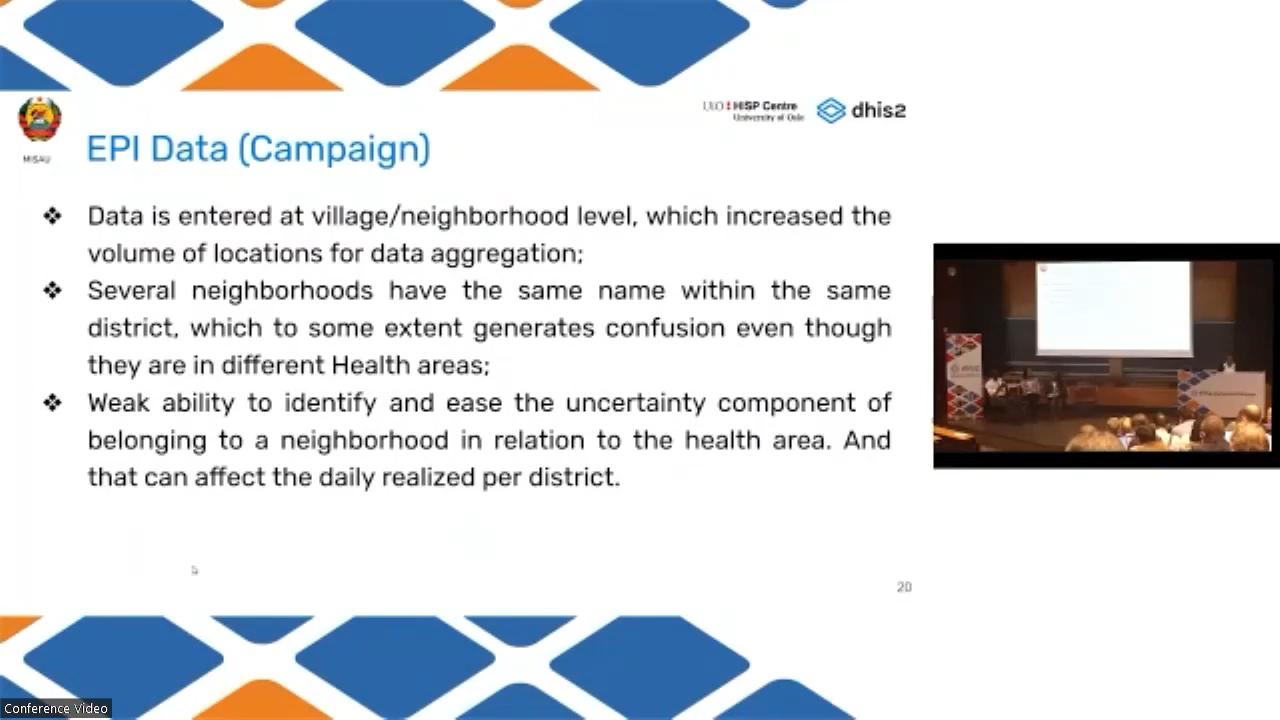 UiO HISP Centre
University of Oslo
dhis2
MISAU
EPI Data (Campaign)
❖ Data is entered at village/neighborhood level, which increased the
volume of locations for data aggregation;
❖ Several neighborhoods have the same name within the same
district, which to some extent generates confusion even though
they are in different Health areas;
❖ Weak ability to identify and ease the uncertainty component of
belonging to a neighborhood in relation to the health area. And
that can affect the daily realized per district.
20
Conference Video